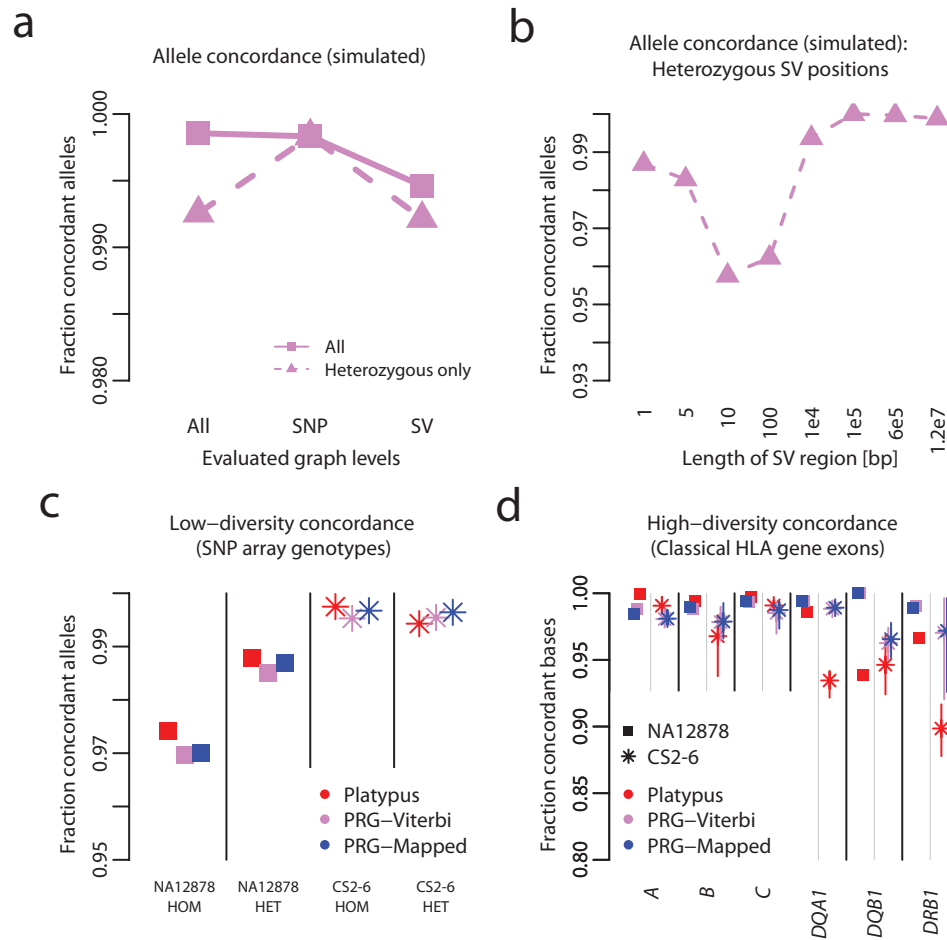 a
Allele concordance (simulated)
Fraction concordant alleles
1.000
0.990
0.980
All
Heterozygous only
All SNP SV
Evaluated graph levels
b
Allele concordance (simulated):
Heterozygous SV positions
Fraction concordant alleles
0.99
0.97
0.95
0.93
1 5 10 100 1e4 1e5 6e5 1.2e7
Length of SV region [bp]
c
Low−diversity concordance
(SNP array genotypes)
Fraction concordant alleles
0.99
0.97
0.95
Platypus
PRG−Viterbi
PRG−Mapped
NA12878 NA12878 CS2-6 CS2-6
HOM HET HOM HET
d
High−diversity concordance
(Classical HLA gene exons)
Fraction concordant bases
1.00
0.95
0.90
0.85
0.80
NA12878
CS2-6
Platypus
PRG−Viterbi
PRG−Mapped
A B C DQA1 DQB1 DRB1